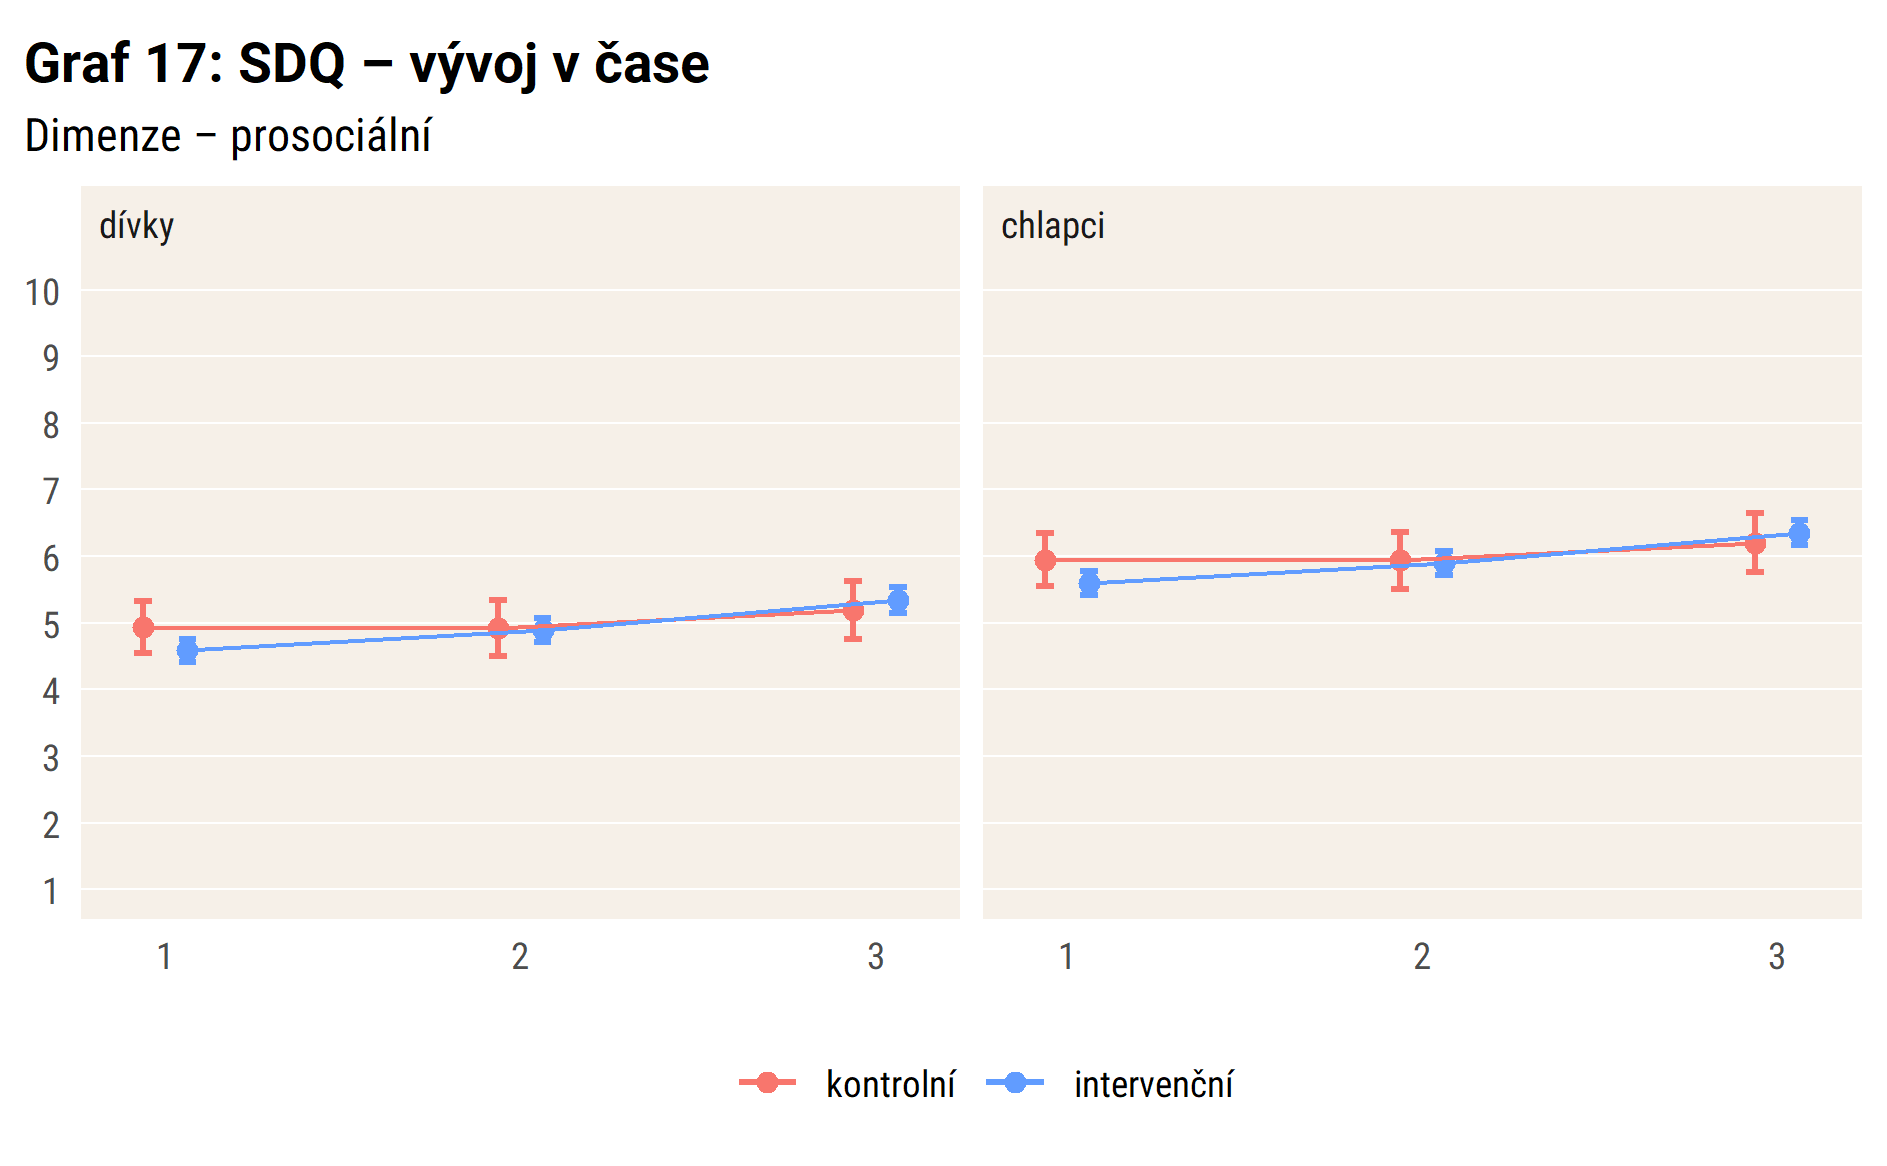 Graf 17: SDQ – vývoj v čase
Dimenze – prosociální
dívky
chlapci
10
9
8
7
6
5
4
3
2
1
1 2 3
1 2 3
kontrolní
intervenční